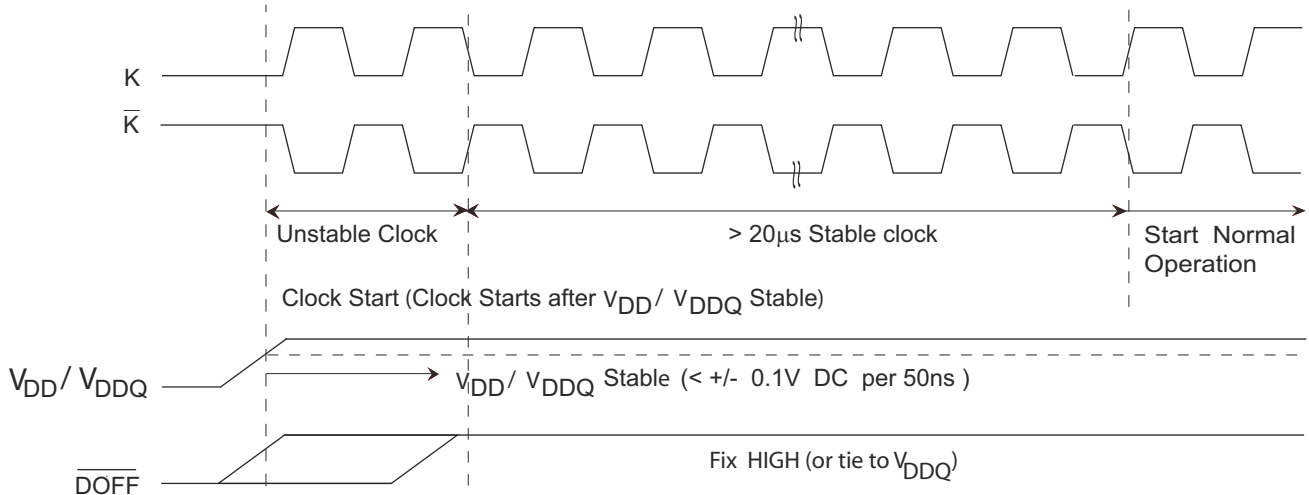 K
K̅
Unstable Clock
> 20μs Stable clock
Start Normal
Operation
Clock Start (Clock Starts after VDD / VDDQ Stable)
VDD / VDDQ
VDD / VDDQ Stable (< +/- 0.1V DC per 50ns )
D̅O̅F̅F̅
Fix HIGH (or tie to VDDQ)